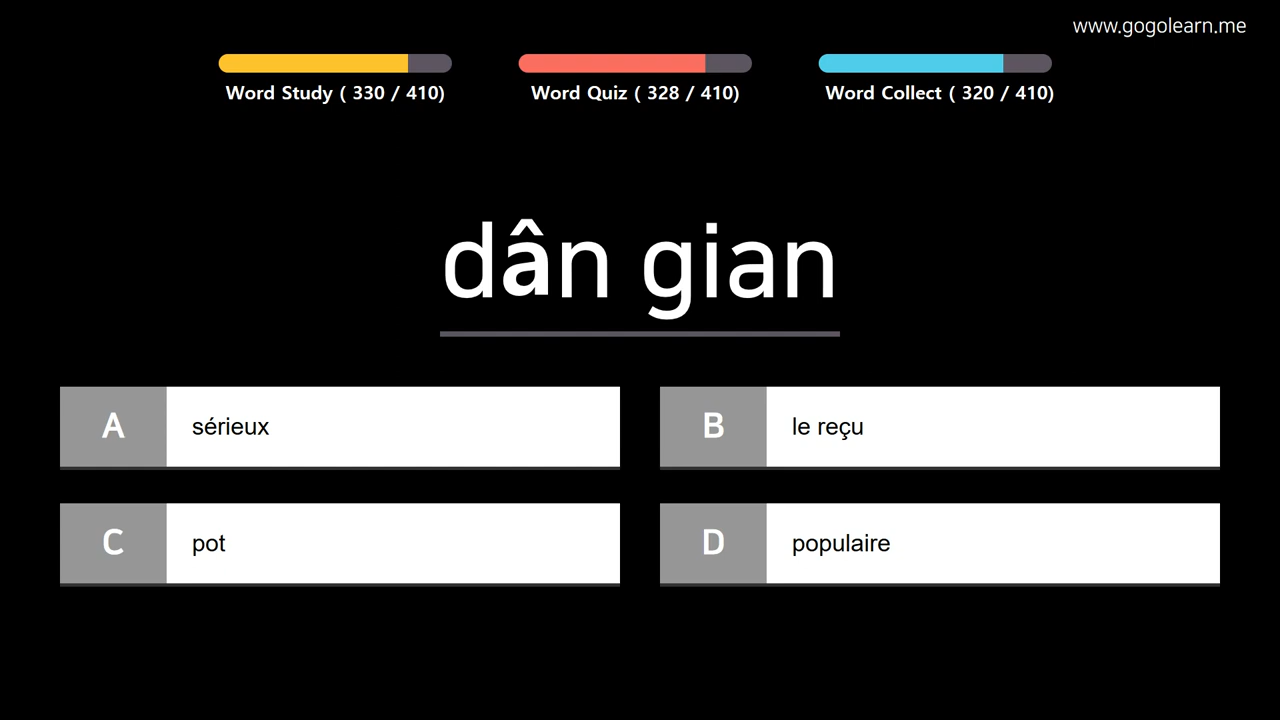 www.gogolearn.me
Word Study ( 330 / 410)
Word Quiz ( 328 / 410)
Word Collect ( 320 / 410)
dân gian
A sérieux
B le reçu
C pot
D populaire